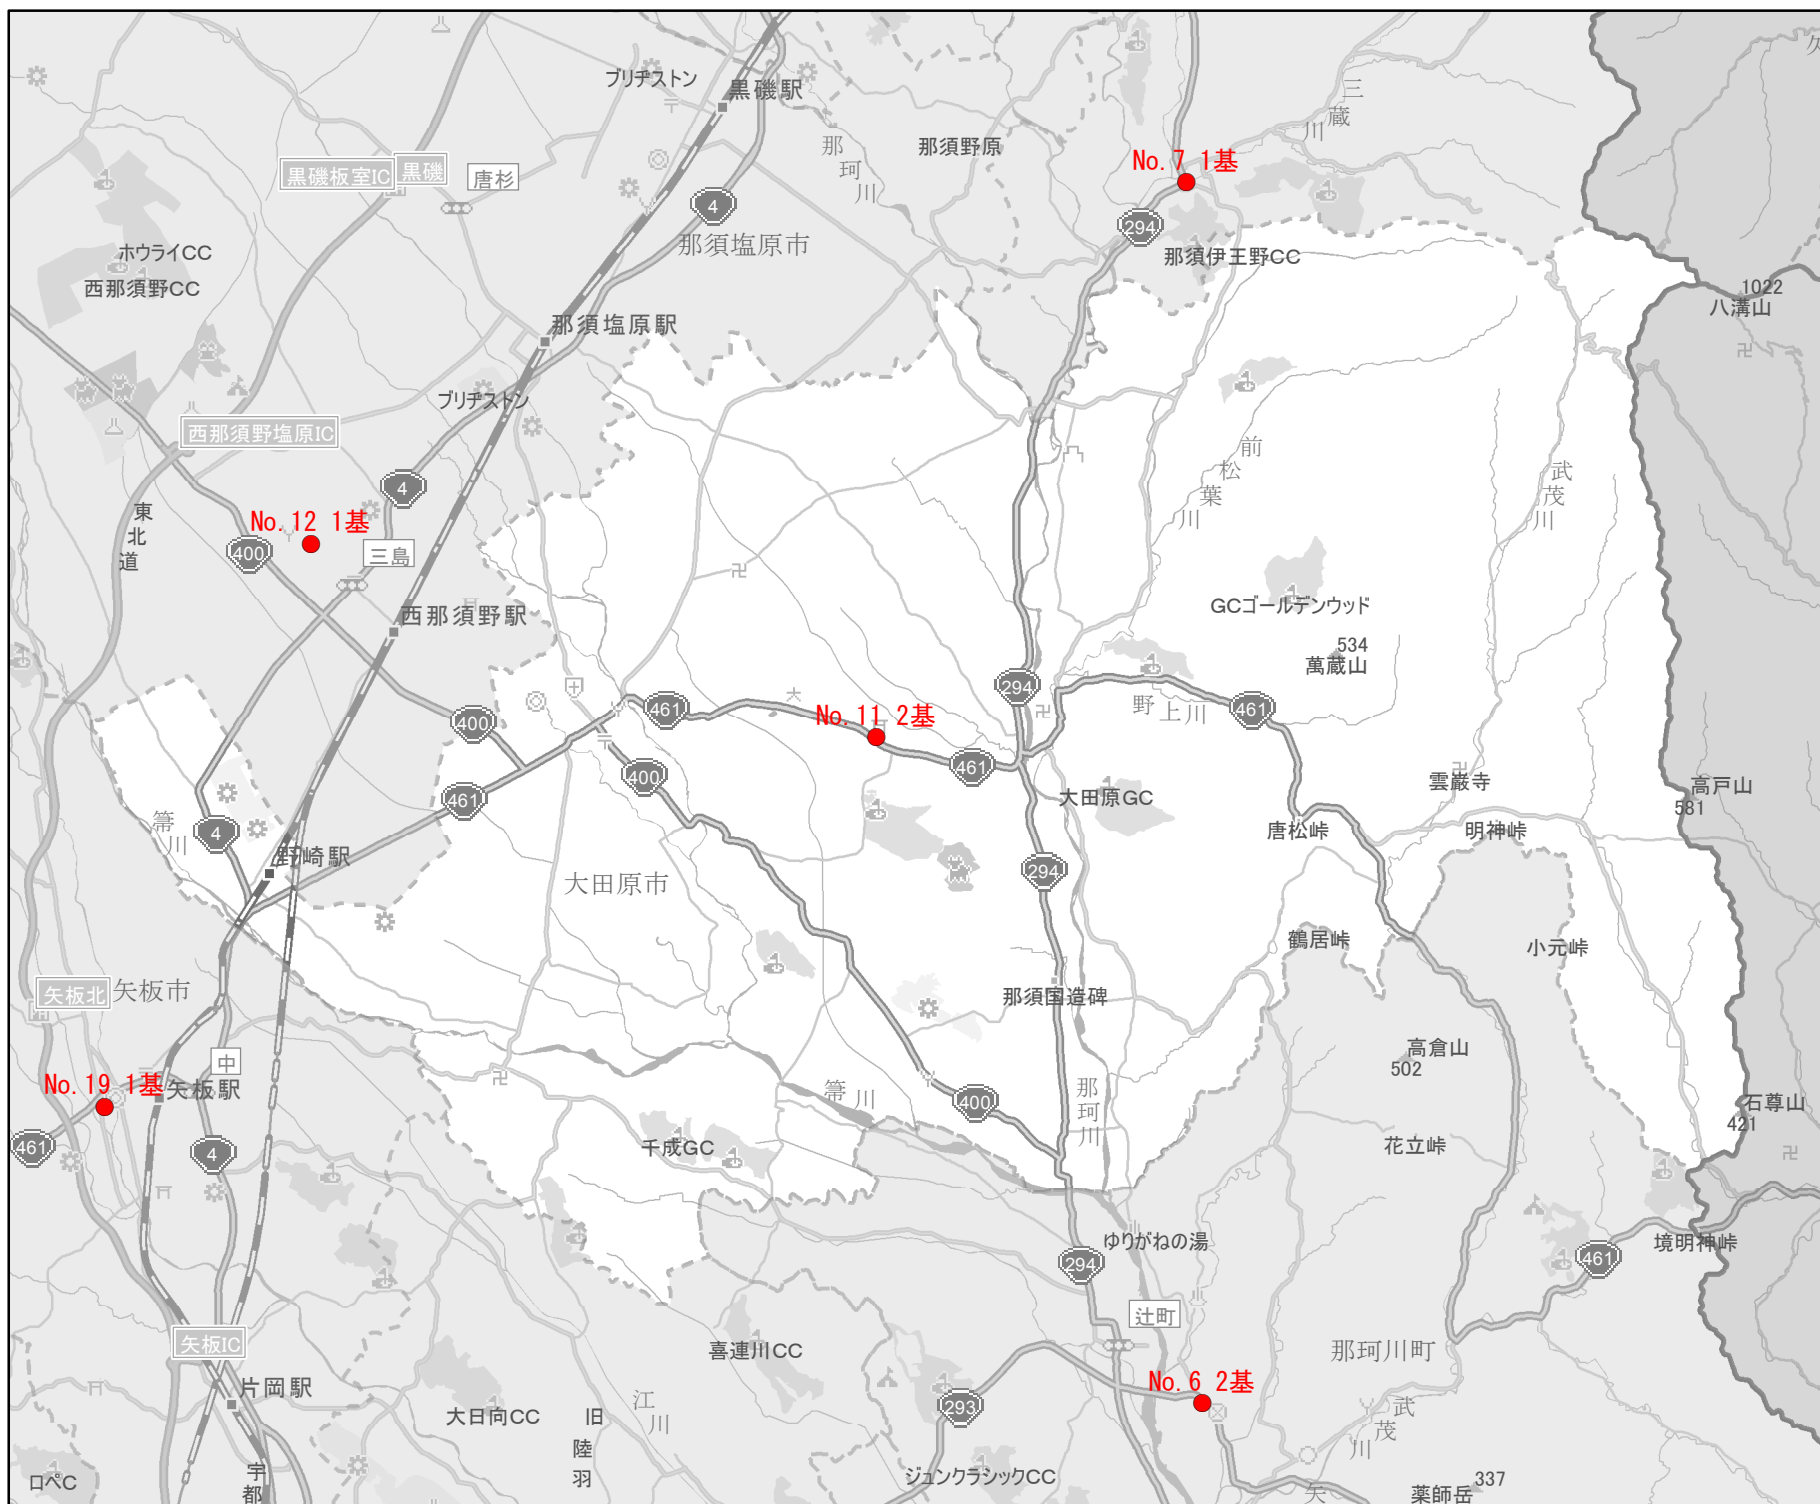 ブリヂストン
黒磯駅
三蔵川
那珂川
那須野原
No.7 1基
黒磯板室IC
黒磯
唐杉
4
294
那須塩原市
ホウライCC
那須伊王野CC
西那須野CC
1022
八溝山
那須塩原駅
ブリヂストン
西那須野塩原IC
前松葉川
武茂川
4
東北道
No.12 1基
400
三島
GCゴールデンウッド
西那須野駅
534
萬蔵山
294
野上川
461
461
400
No.11 2基
461
400
雲巌寺
高戸山
581
461
大田原GC
箒川
4
唐松峠
明神峠
野崎駅
294
大田原市
鶴居峠
小元峠
矢板北
矢板市
那須国造碑
高倉山
502
中
No.19 1基
矢板駅
箒川
400
那珂川
石尊山
421
461
4
千成GC
花立峠
ゆりがねの湯
294
461
境明神峠
辻町
矢板IC
喜連川CC
那珂川町
片岡駅
No.6 2基
293
大日向CC
旧陸羽
江川
武茂川
ロペC
宇都
ジュンクラシックCC
矢
337
薬師岳